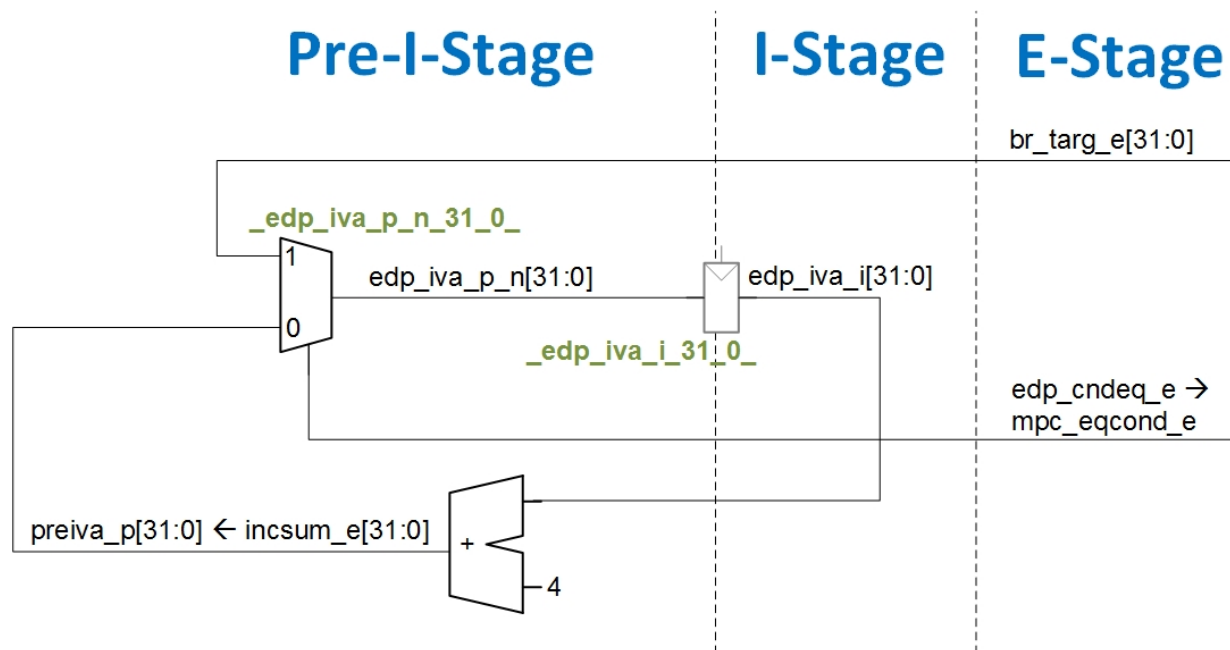 Pre-I-Stage
I-Stage
E-Stage
br_targ_e[31:0]
_edp_iva_p_n_31_0_
1
edp_iva_p_n[31:0]
edp_iva_i[31:0]
0
_edp_iva_i_31_0_
edp_cndeq_e →
mpc_eqcond_e
preiva_p[31:0] ← incsum_e[31:0]
+
4